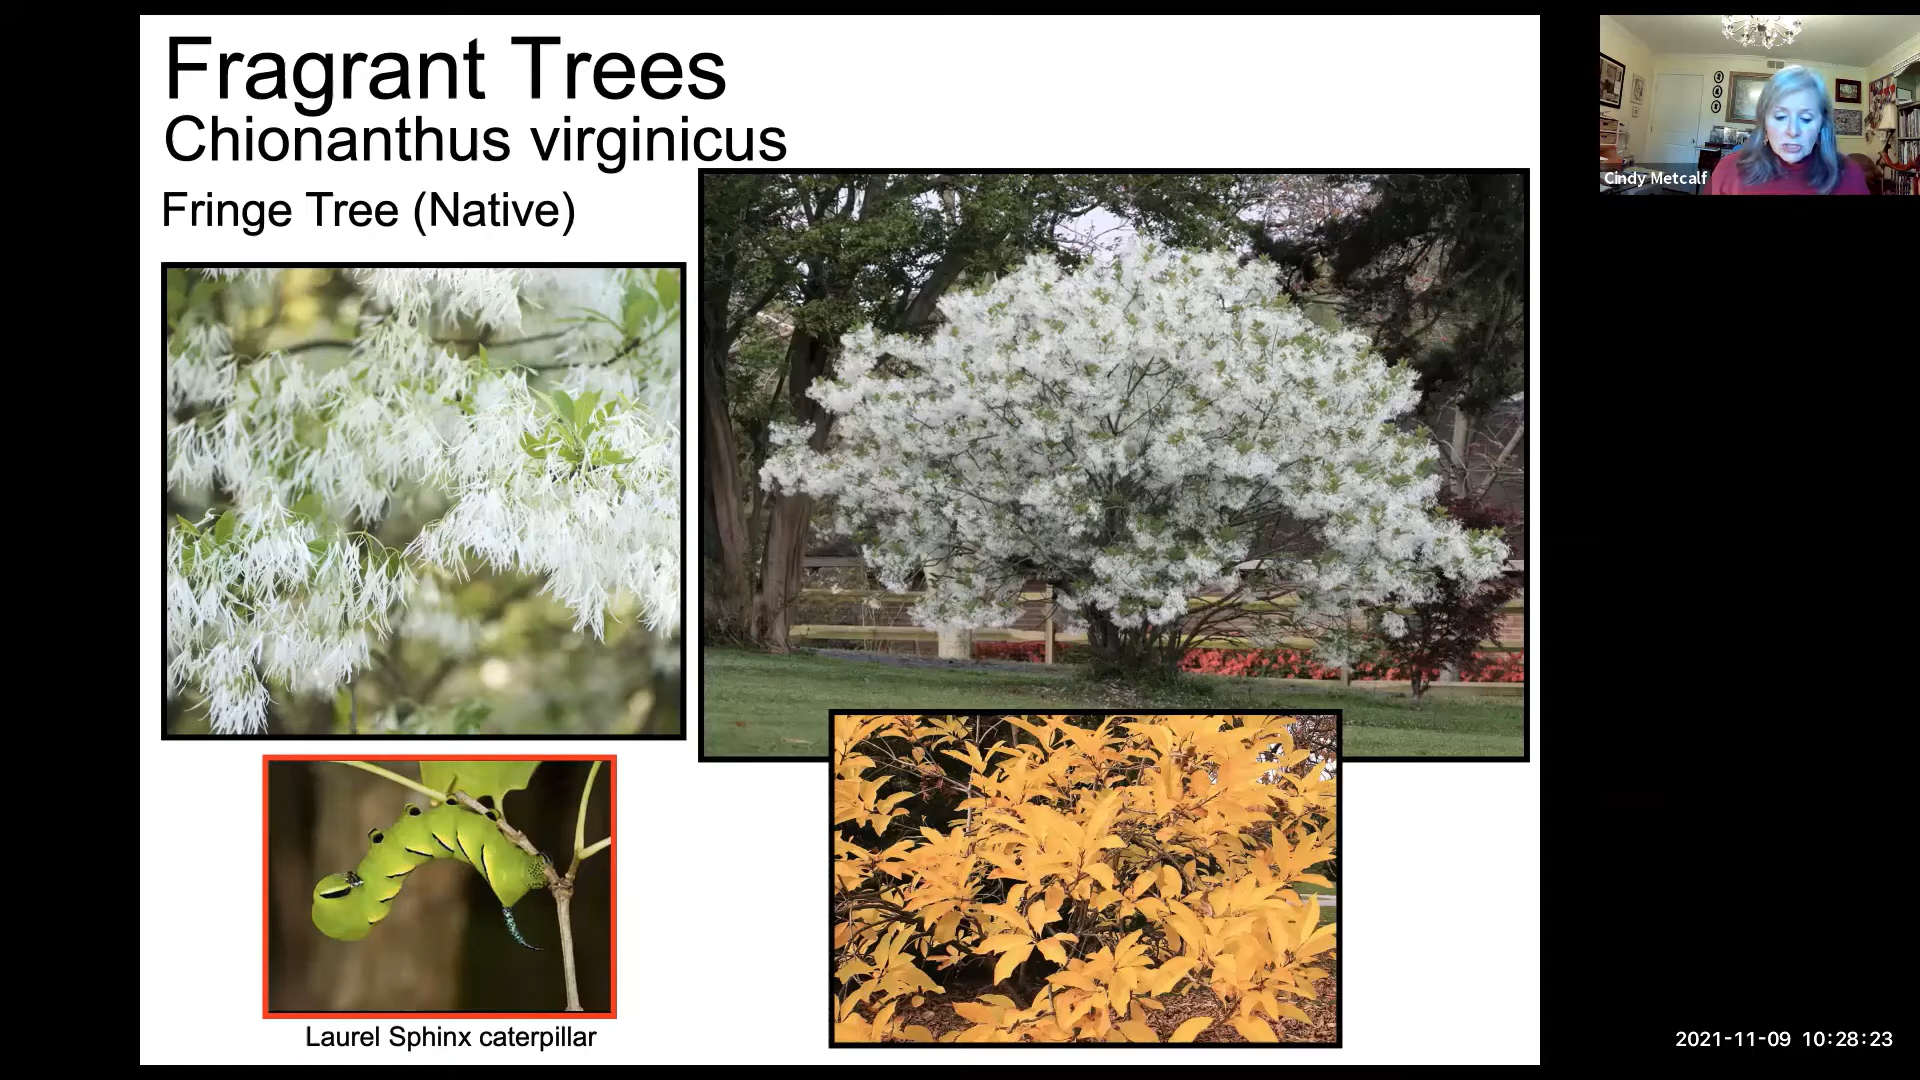 Fragrant Trees
Chionanthus virginicus
Fringe Tree (Native)
Cindy Metcalf
Laurel Sphinx caterpillar
2021-11-09 10:28:23